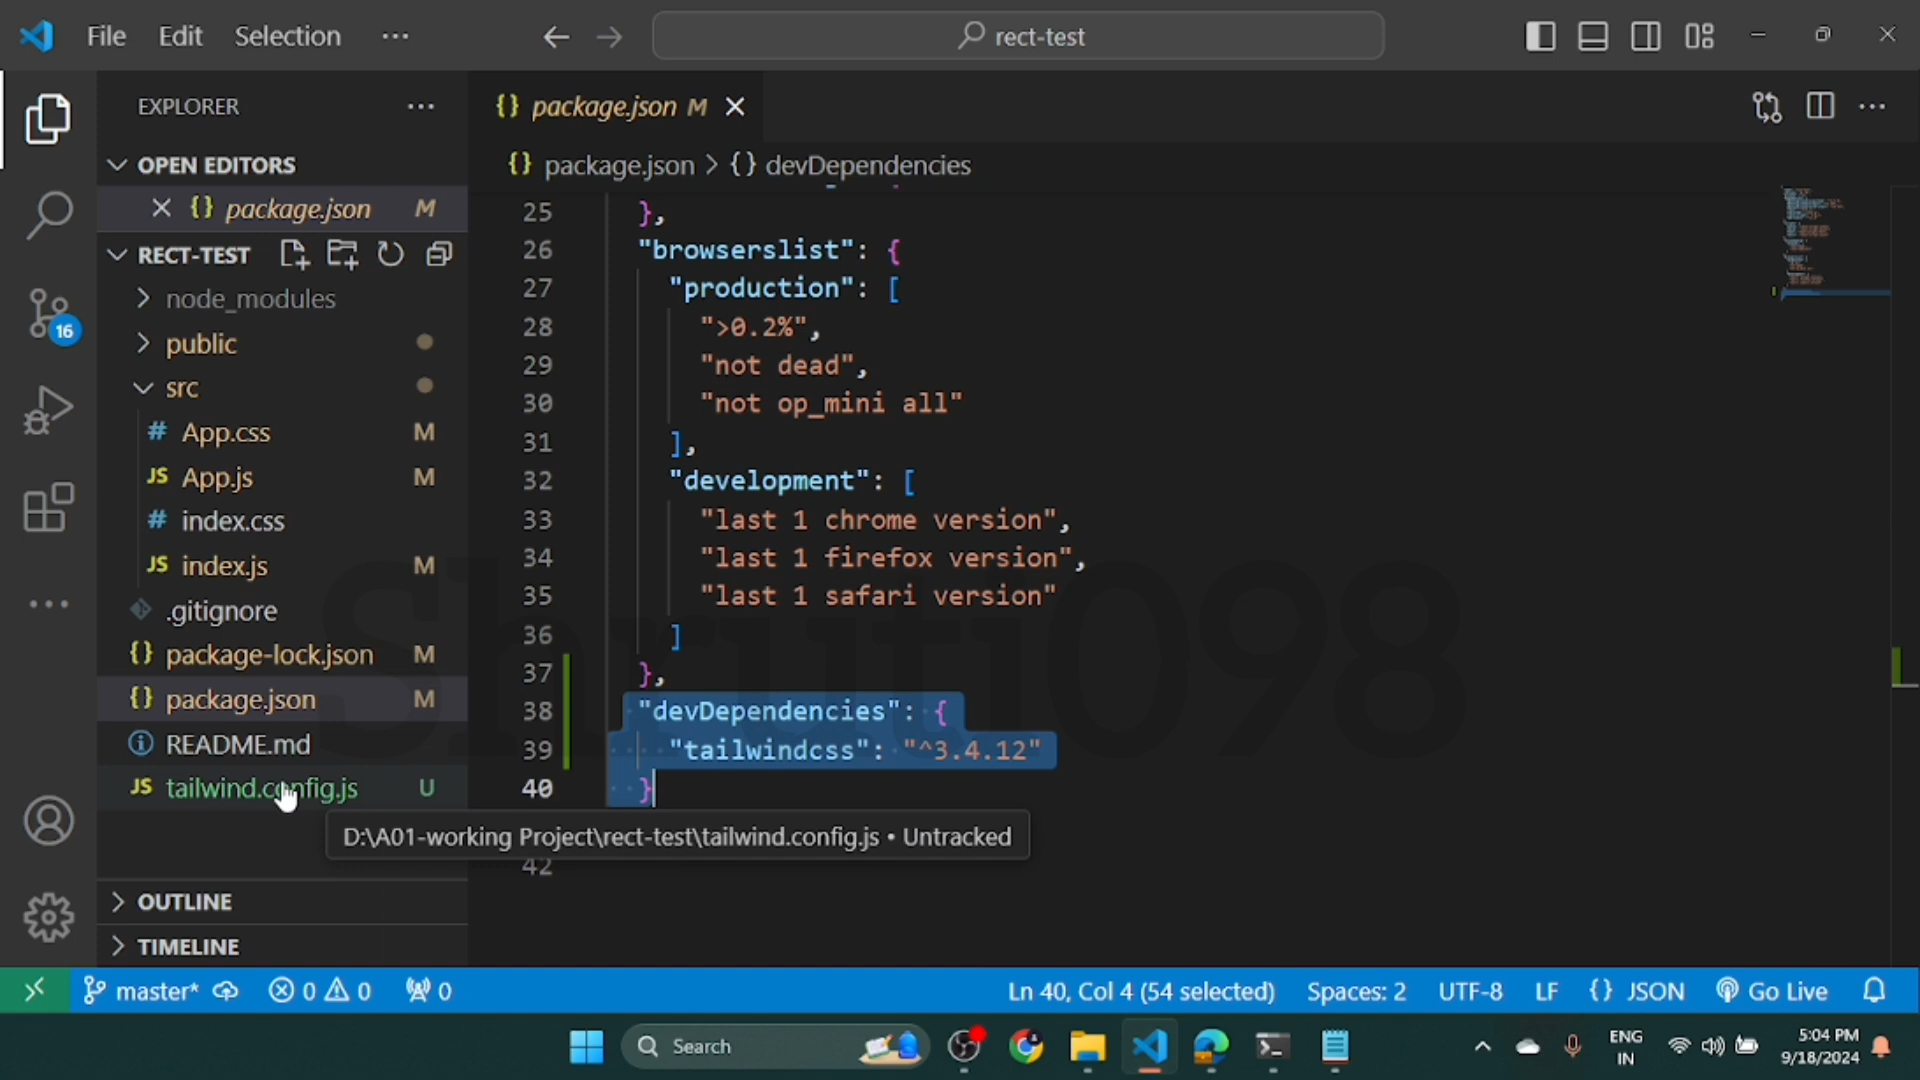 File Edit Selection ···
rect-test
EXPLORER ···
package.json M
OPEN EDITORS
package.json > {} devDependencies
{} package.json M
RECT-TEST
node_modules
public
src
# App.css M
JS App.js M
# index.css
JS index.js M
.gitignore
{} package-lock.json M
{} package.json M
README.md
JS tailwind.config.js U
OUTLINE
TIMELINE
16
25 },
26 "browserslist": {
27 "production": [
28 ">0.2%",
29 "not dead",
30 "not op_mini all"
31 ],
32 "development": [
33 "last 1 chrome version",
34 "last 1 firefox version",
35 "last 1 safari version"
36 ]
37 },
38 "devDependencies": {
39 "tailwindcss": "^3.4.12"
40 }
42
D:\A01-working Project\rect-test\tailwind.config.js • Untracked
Shruti098
master* 0 0 0 Ln 40, Col 4 (54 selected) Spaces: 2 UTF-8 LF {} JSON Go Live
Search
ENG
IN
5:04 PM
9/18/2024